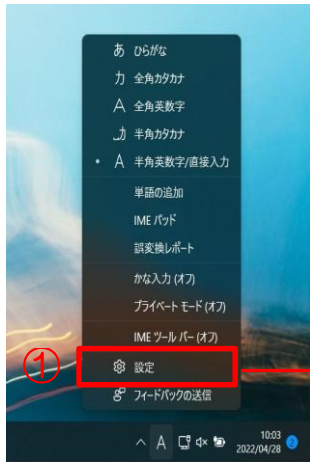 あ ひらがな
カ 全角カタカナ
A 全角英数字
カ 半角カタカナ
・ A 半角英数字/直接入力
単語の追加
IME パッド
誤変換レポート
かな入力 (オフ)
プライベート モード (オフ)
IME ツール バー (オフ)
① 設定
フィードバックの送信
A
10:03
2022/04/28
2